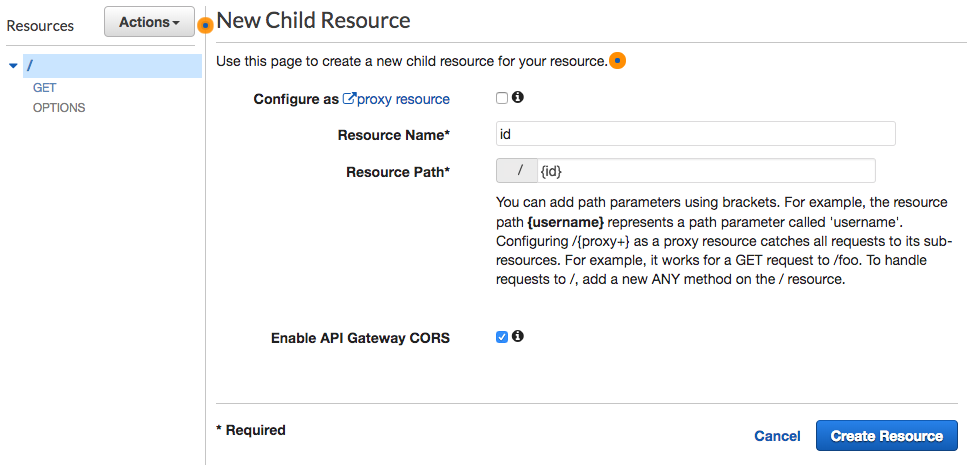 Resources
Actions
/
GET
OPTIONS
New Child Resource
Use this page to create a new child resource for your resource.
Configure as proxy resource
Resource Name*
id
Resource Path*
/ {id}
You can add path parameters using brackets. For example, the resource
path {username} represents a path parameter called 'username'.
Configuring /{proxy+} as a proxy resource catches all requests to its sub-
resources. For example, it works for a GET request to /foo. To handle
requests to /, add a new ANY method on the / resource.
Enable API Gateway CORS
* Required
Cancel
Create Resource